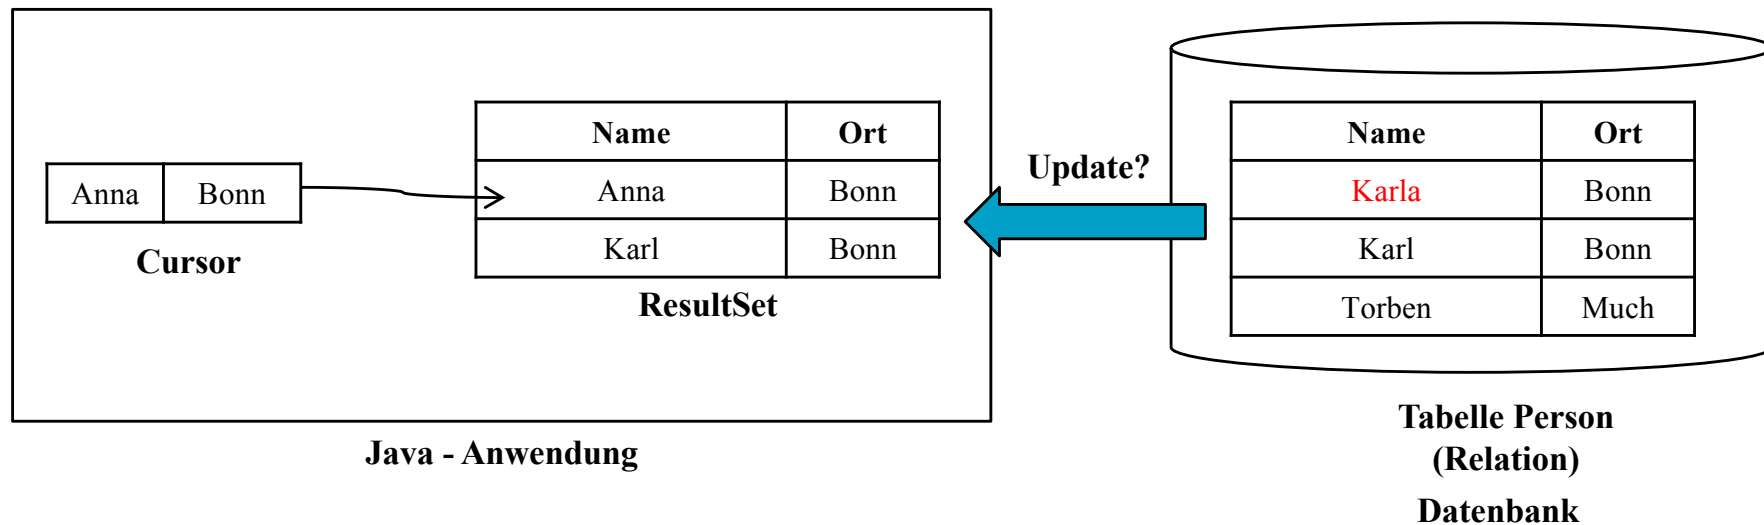 Anna Bonn
Cursor
Name Ort
Anna Bonn
Karl Bonn
ResultSet
Java - Anwendung
Update?
Name Ort
Karla Bonn
Karl Bonn
Torben Much
Tabelle Person
(Relation)
Datenbank